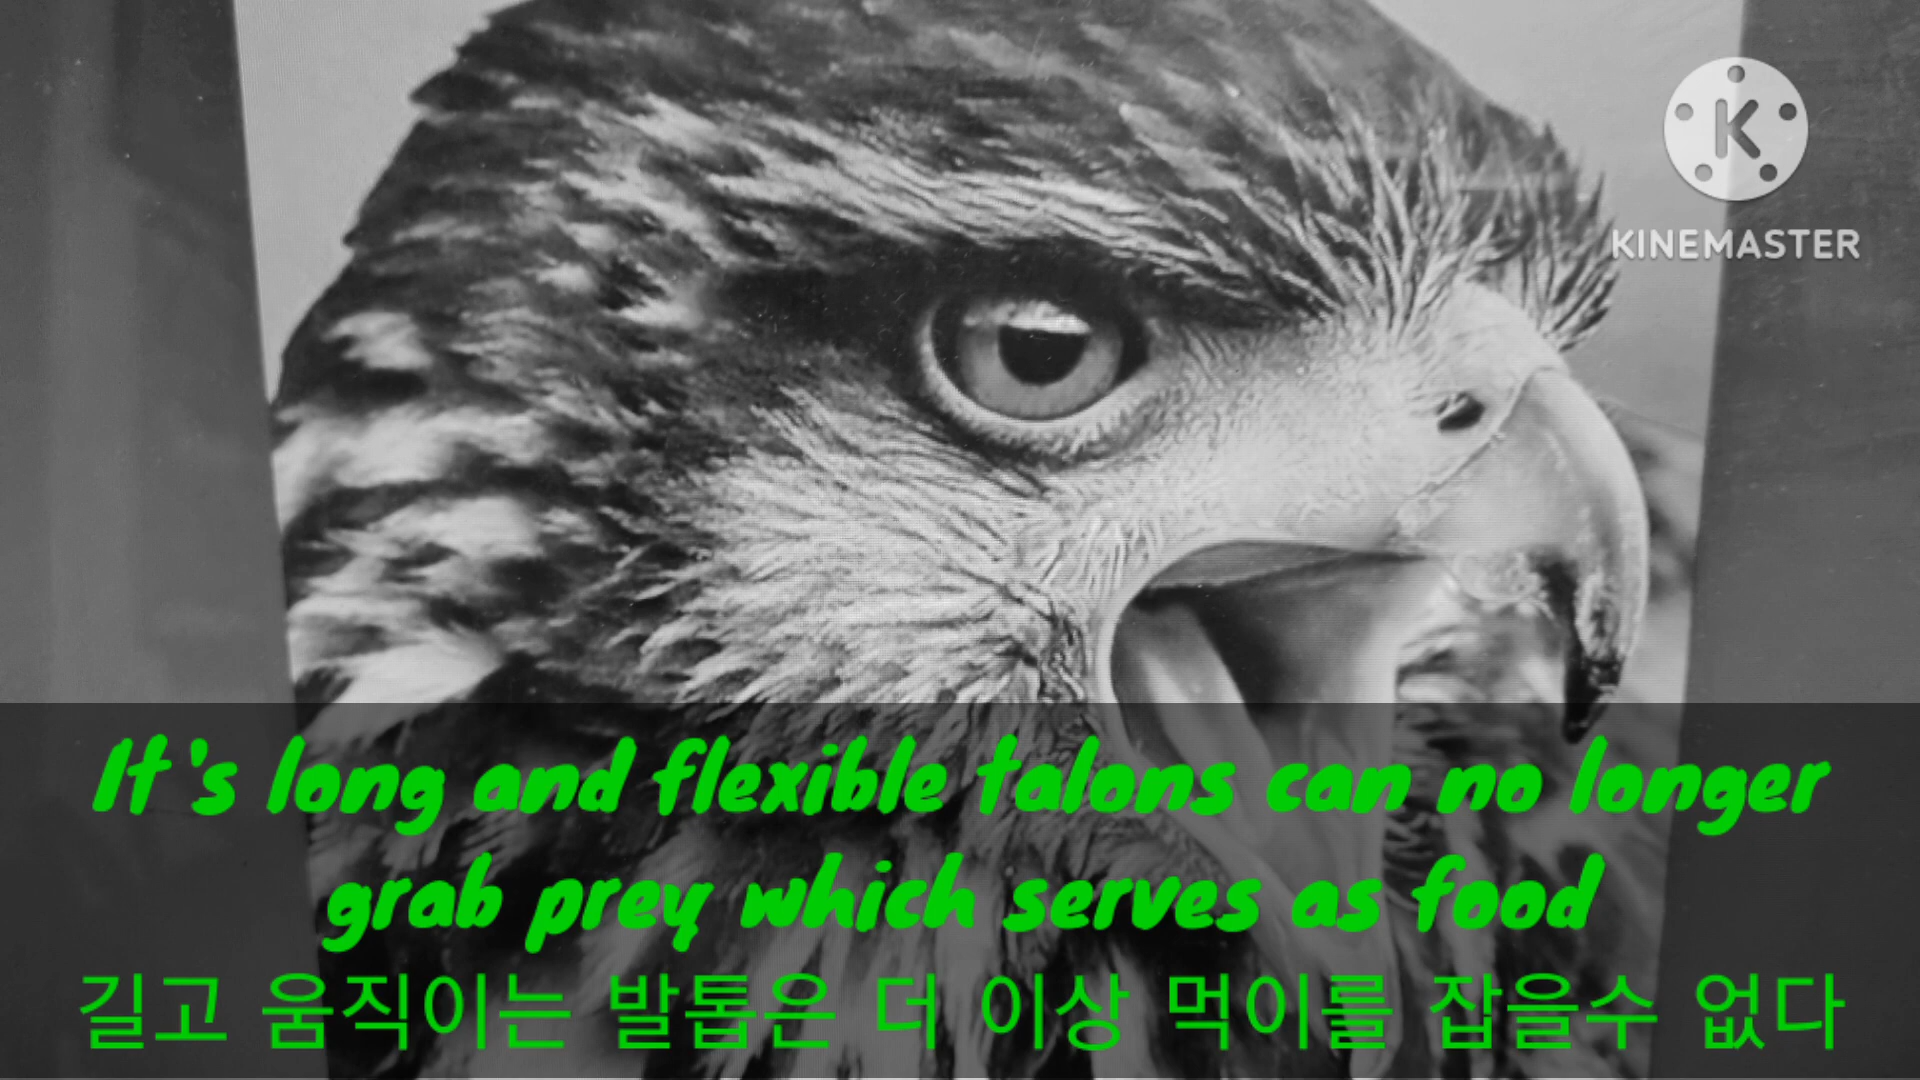 KINEMASTER
It's long and flexible talons can no longer
grab prey which serves as food
길고 움직이는 발톱은 더 이상 먹이를 잡을수 없다